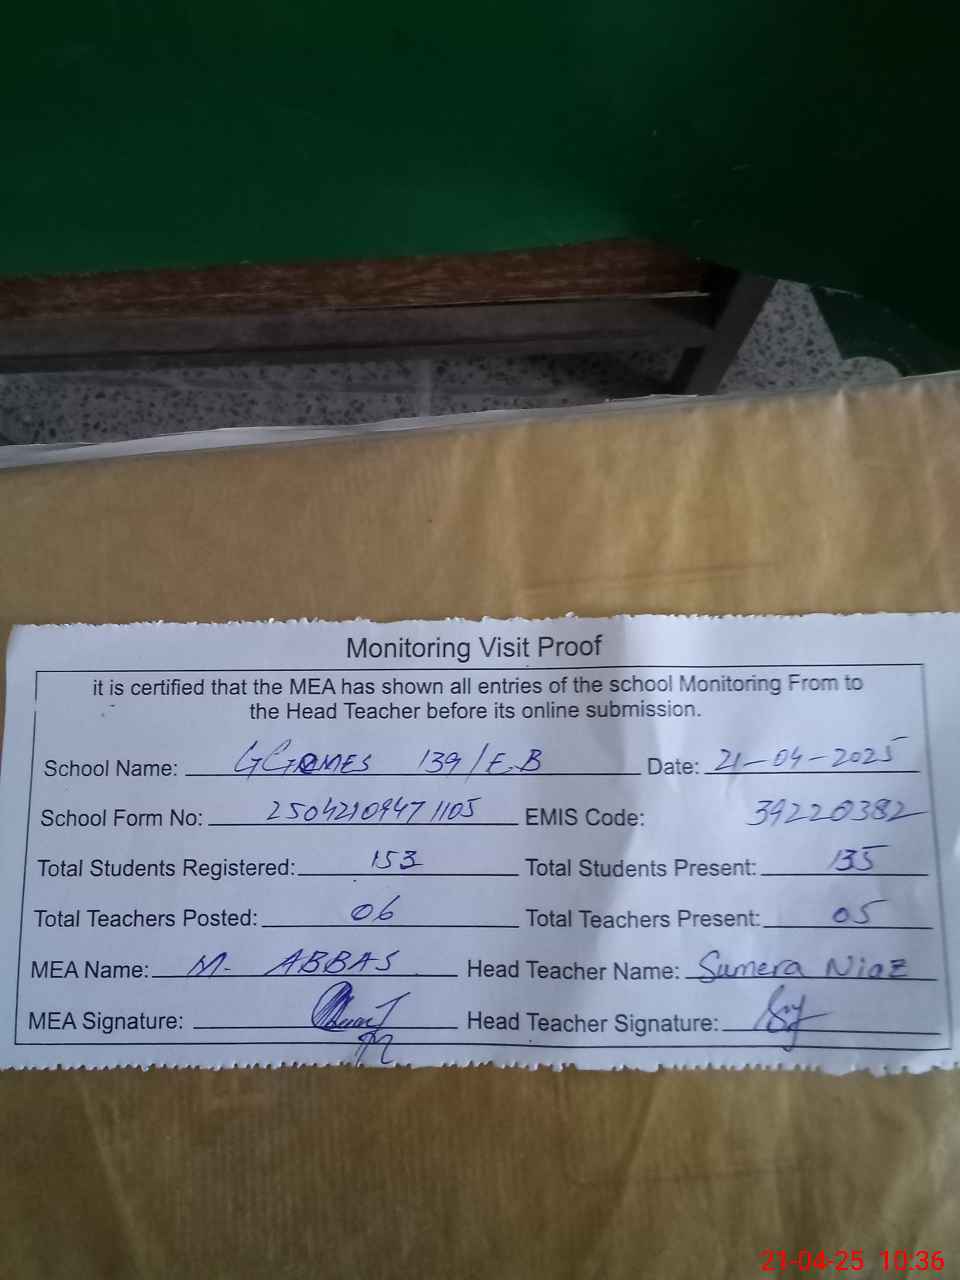 Monitoring Visit Proof
it is certified that the MEA has shown all entries of the school Monitoring From to
the Head Teacher before its online submission.
School Name: 139/E.B Date: 21-04-2025
School Form No: 25042109471105 EMIS Code: 39220382
Total Students Registered: 153 Total Students Present: 135
Total Teachers Posted: 06 Total Teachers Present: 05
MEA Name: M. ABBAS Head Teacher Name: Sumera Niaz
MEA Signature: Head Teacher Signature:
21-04-25 10:36